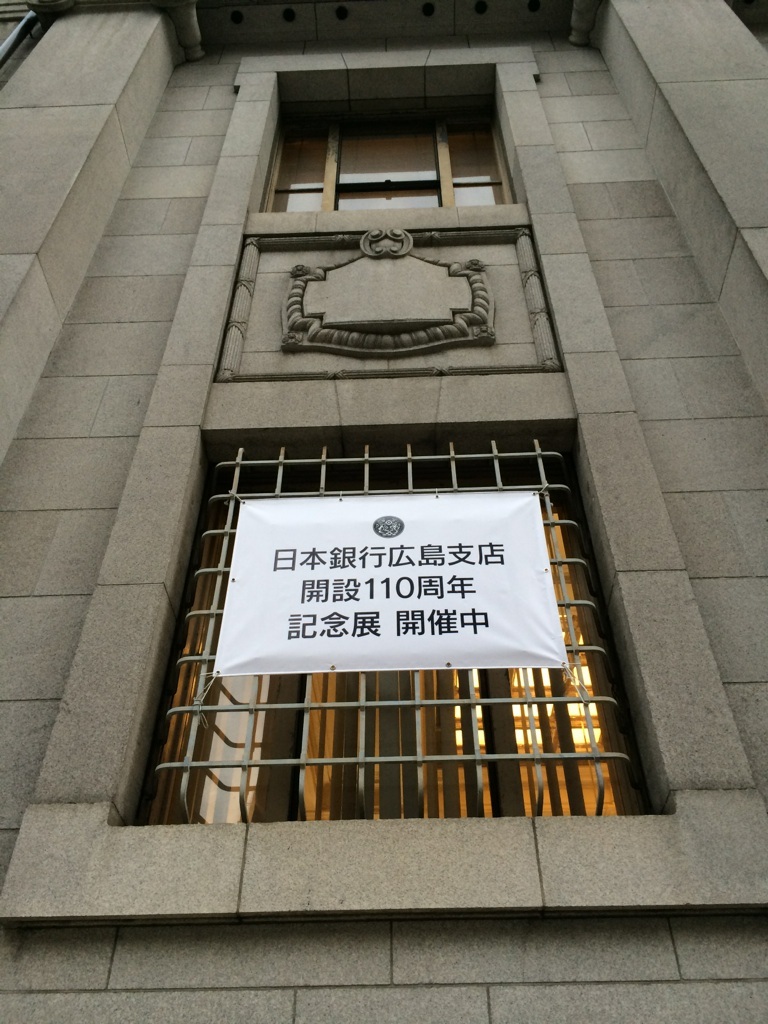 日本銀行広島支店
開設110周年
記念展 開催中